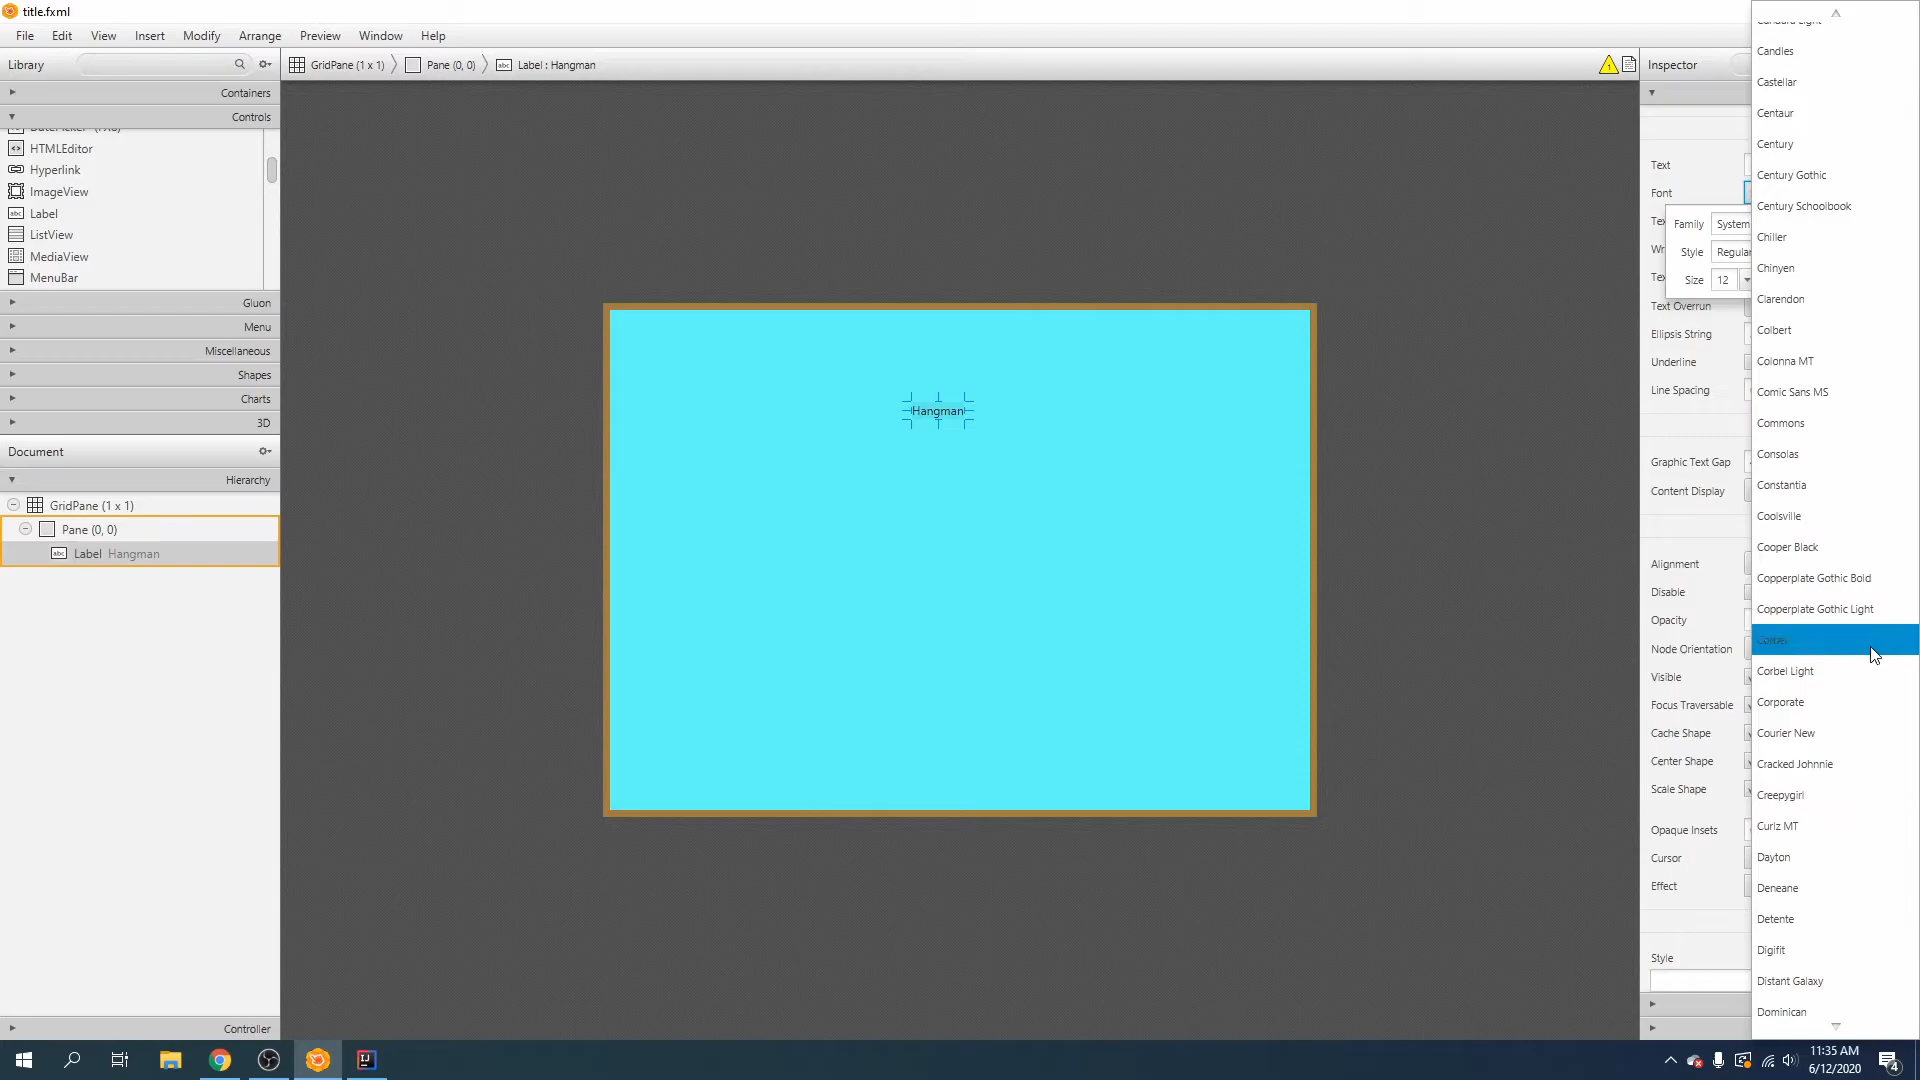 title.fxml
File Edit View Insert Modify Arrange Preview Window Help
Library
GridPane (1 x 1) Pane (0, 0) Label : Hangman
1
Inspector
Containers
Controls
HTMLEditor
Hyperlink
ImageView
Label
ListView
MediaView
MenuBar
Gluon
Menu
Miscellaneous
Shapes
Charts
3D
Document
Hierarchy
GridPane (1 x 1)
Pane (0, 0)
Label Hangman
Controller
Hangman
Text
Font
Family System
Style Regular
Size 12
Text Overrun
Ellipsis String
Underline
Line Spacing
Graphic Text Gap
Content Display
Alignment
Disable
Opacity
Node Orientation
Visible
Focus Traversable
Cache Shape
Center Shape
Scale Shape
Opaque Insets
Cursor
Effect
Style
Candara Light
Candles
Castellar
Centaur
Century
Century Gothic
Century Schoolbook
Chiller
Chinyen
Clarendon
Colbert
Colonna MT
Comic Sans MS
Commons
Consolas
Constantia
Coolsville
Cooper Black
Copperplate Gothic Bold
Copperplate Gothic Light
Corbel
Corbel Light
Corporate
Courier New
Cracked Johnnie
Creepygirl
Curlz MT
Dayton
Deneane
Detente
Digifit
Distant Galaxy
Dominican
11:35 AM
6/12/2020
4